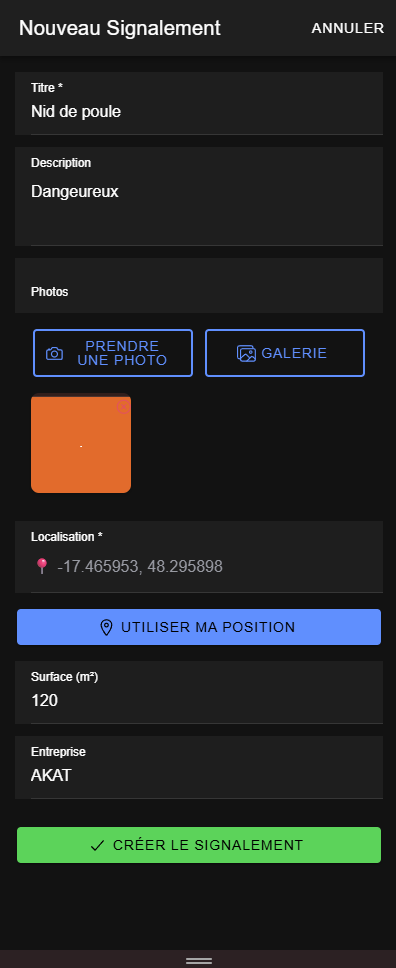 Nouveau Signalement
ANNULER
Titre *
Nid de poule
Description
Dangeureux
Photos
PRENDRE
UNE PHOTO
GALERIE
Localisation *
📍 -17.465953, 48.295898
UTILISER MA POSITION
Surface (m²)
120
Entreprise
AKAT
CRÉER LE SIGNALEMENT